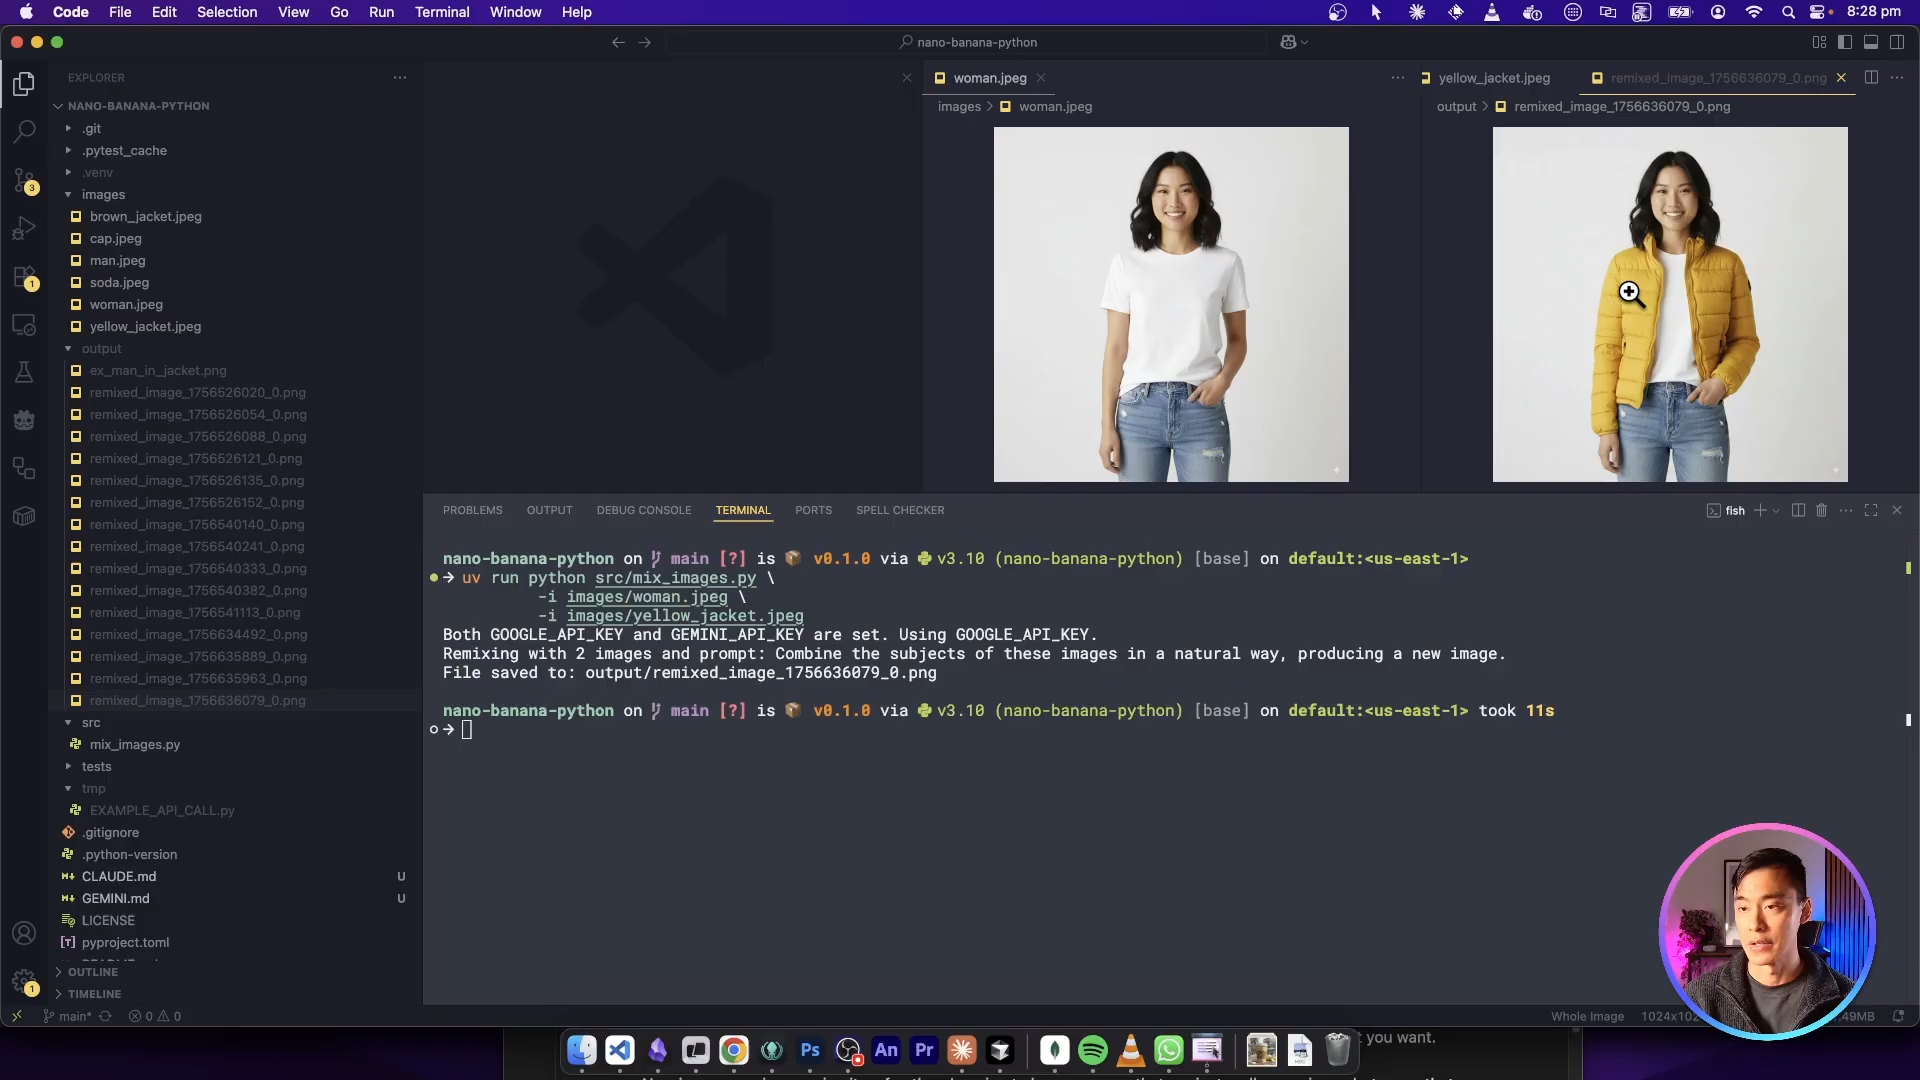 Code File Edit Selection View Go Run Terminal Window Help
8:28 pm
nano-banana-python
EXPLORER
NANO-BANANA-PYTHON
.git
.pytest_cache
.venv
images
brown_jacket.jpeg
cap.jpeg
man.jpeg
soda.jpeg
woman.jpeg
yellow_jacket.jpeg
output
ex_man_in_jacket.png
remixed_image_1756526020_0.png
remixed_image_1756526054_0.png
remixed_image_1756526088_0.png
remixed_image_1756526121_0.png
remixed_image_1756526135_0.png
remixed_image_1756526152_0.png
remixed_image_1756540140_0.png
remixed_image_1756540241_0.png
remixed_image_1756540333_0.png
remixed_image_1756540382_0.png
remixed_image_1756541113_0.png
remixed_image_1756634492_0.png
remixed_image_1756635889_0.png
remixed_image_1756635963_0.png
remixed_image_1756636079_0.png
src
mix_images.py
tests
tmp
EXAMPLE_API_CALL.py
.gitignore
.python-version
CLAUDE.md U
GEMINI.md U
LICENSE
pyproject.toml
OUTLINE
TIMELINE
3
1
1
woman.jpeg
images > woman.jpeg
yellow_jacket.jpeg
remixed_image_1756636079_0.png
output > remixed_image_1756636079_0.png
PROBLEMS OUTPUT DEBUG CONSOLE TERMINAL PORTS SPELL CHECKER
fish
nano-banana-python on main [?] is 📦 v0.1.0 via v3.10 (nano-banana-python) [base] on default:<us-east-1>
→ uv run python src/mix_images.py \
-i images/woman.jpeg \
-i images/yellow_jacket.jpeg
Both GOOGLE_API_KEY and GEMINI_API_KEY are set. Using GOOGLE_API_KEY.
Remixing with 2 images and prompt: Combine the subjects of these images in a natural way, producing a new image.
File saved to: output/remixed_image_1756636079_0.png
nano-banana-python on main [?] is 📦 v0.1.0 via v3.10 (nano-banana-python) [base] on default:<us-east-1> took 11s
→
main* 0 0
Whole Image
Ps An Pr
t you want.